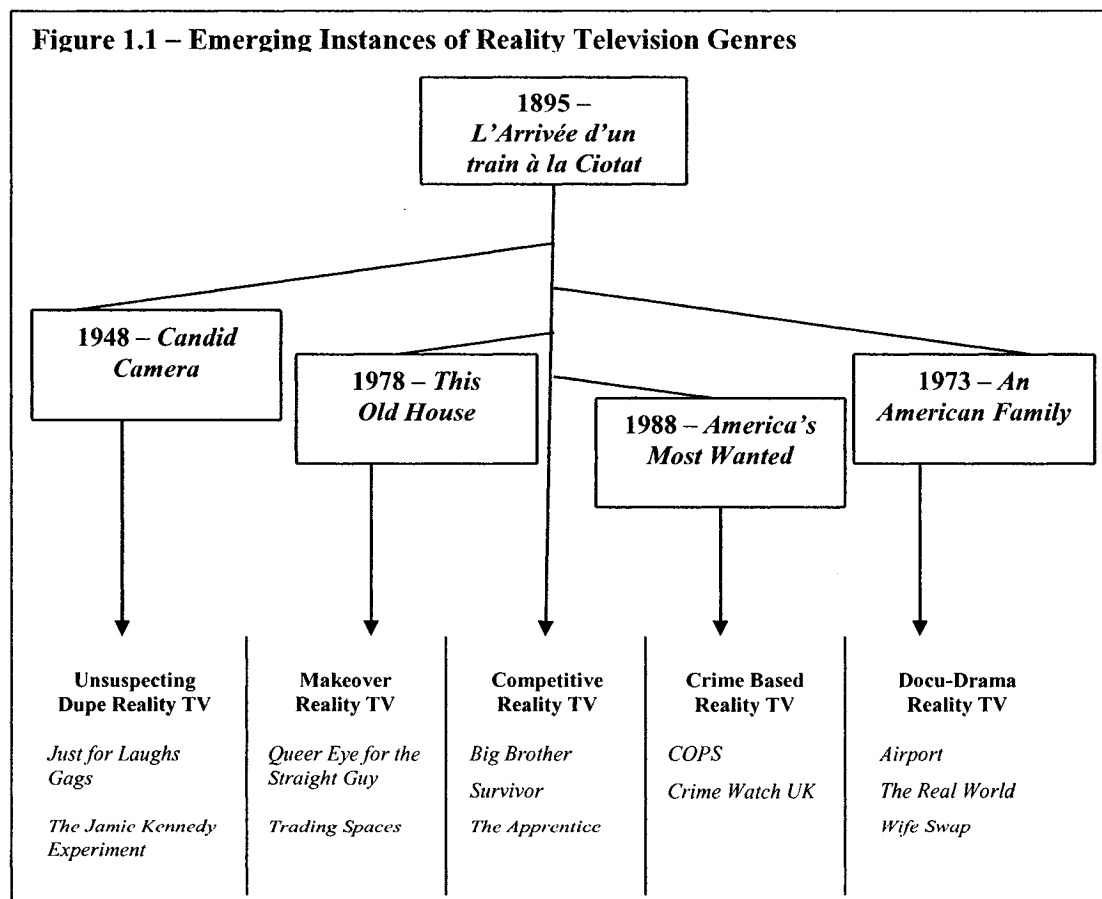 Figure 1.1 – Emerging Instances of Reality Television Genres
1895 –
L'Arrivée d'un
train à la Ciotat
1948 – Candid
Camera
1978 – This
Old House
1988 – America's
Most Wanted
1973 – An
American Family
Unsuspecting
Dupe Reality TV
Just for Laughs
Gags
The Jamie Kennedy
Experiment
Makeover
Reality TV
Queer Eye for the
Straight Guy
Trading Spaces
Competitive
Reality TV
Big Brother
Survivor
The Apprentice
Crime Based
Reality TV
COPS
Crime Watch UK
Docu-Drama
Reality TV
Airport
The Real World
Wife Swap